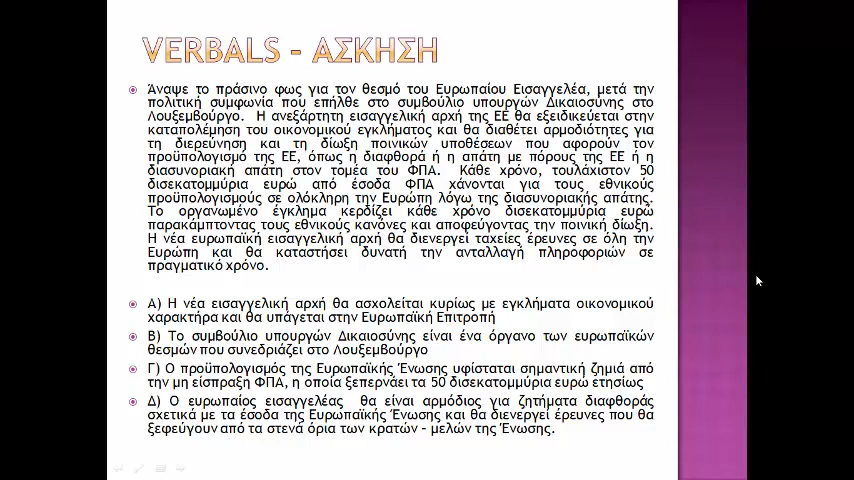 VERBALS – ΑΣΚΗΣΗ
Άναψε το πράσινο φως για τον θεσμό του Ευρωπαίου Εισαγγελέα, μετά την
πολιτική συμφωνία που επήλθε στο συμβούλιο υπουργών Δικαιοσύνης στο
Λουξεμβούργο. Η ανεξάρτητη εισαγγελική αρχή της ΕΕ θα εξειδικεύεται στην
καταπολέμηση του οικονομικού εγκλήματος και θα διαθέτει αρμοδιότητες για
τη διερεύνηση και τη δίωξη ποινικών υποθέσεων που αφορούν τον
προϋπολογισμό της ΕΕ, όπως η διαφθορά ή η απάτη με πόρους της ΕΕ ή η
διασυνοριακή απάτη στον τομέα του ΦΠΑ. Κάθε χρόνο, τουλάχιστον 50
δισεκατομμύρια ευρώ από έσοδα ΦΠΑ χάνονται για τους εθνικούς
προϋπολογισμούς σε ολόκληρη την Ευρώπη λόγω της διασυνοριακής απάτης.
Το οργανωμένο έγκλημα κερδίζει κάθε χρόνο δισεκατομμύρια ευρώ
παρακάμπτοντας τους εθνικούς κανόνες και αποφεύγοντας την ποινική δίωξη.
Η νέα ευρωπαϊκή εισαγγελική αρχή θα διενεργεί ταχείες έρευνες σε όλη την
Ευρώπη και θα καταστήσει δυνατή την ανταλλαγή πληροφοριών σε
πραγματικό χρόνο.
Α) Η νέα εισαγγελική αρχή θα ασχολείται κυρίως με εγκλήματα οικονομικού
χαρακτήρα και θα υπάγεται στην Ευρωπαϊκή Επιτροπή
Β) Το συμβούλιο υπουργών Δικαιοσύνης είναι ένα όργανο των ευρωπαϊκών
θεσμών που συνεδριάζει στο Λουξεμβούργο
Γ) Ο προϋπολογισμός της Ευρωπαϊκής Ένωσης υφίσταται σημαντική ζημιά από
την μη είσπραξη ΦΠΑ, η οποία ξεπερνάει τα 50 δισεκατομμύρια ευρώ ετησίως
Δ) Ο ευρωπαίος εισαγγελέας θα είναι αρμόδιος για ζητήματα διαφθοράς
σχετικά με τα έσοδα της Ευρωπαϊκής Ένωσης και θα διενεργεί έρευνες που θα
ξεφεύγουν από τα στενά όρια των κρατών – μελών της Ένωσης.